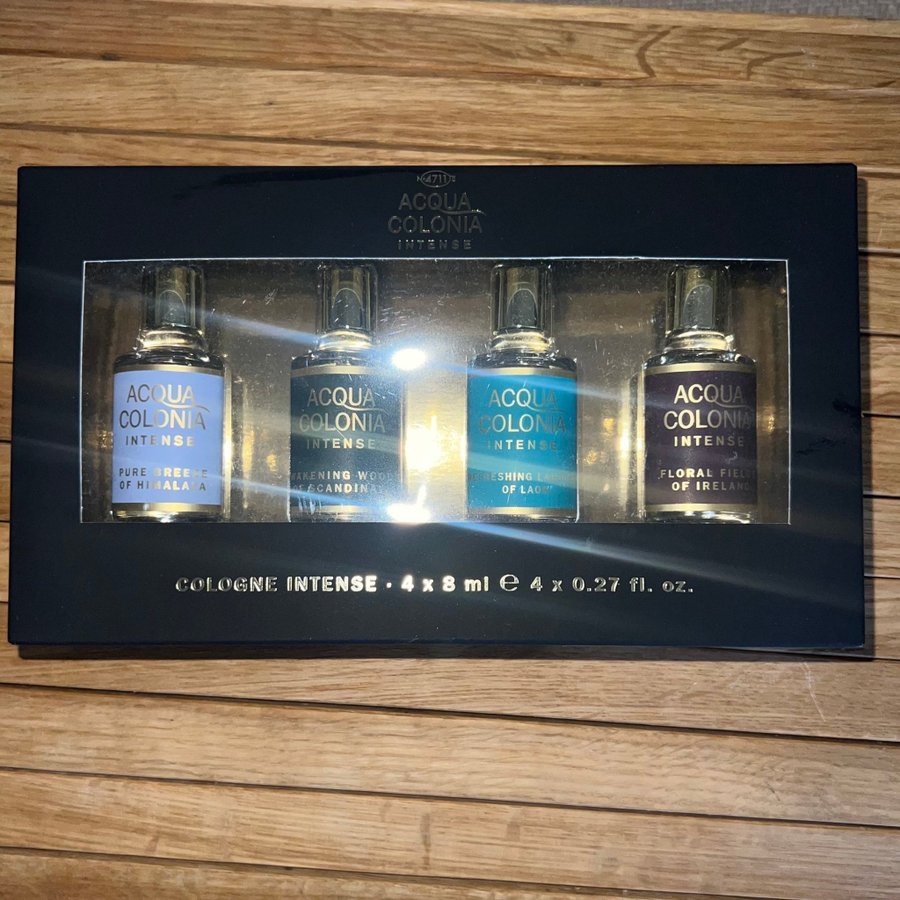 4711
ACQUA
COLONIA
INTENSE
ACQUA
COLONIA
INTENSE
PURE BREEZE
OF HIMALAYA
ACQUA
COLONIA
INTENSE
ACQUA
COLONIA
INTENSE
OF LAOS
ACQUA
COLONIA
INTENSE
FLORAL FIELDS
OF IRELAND
COLOGNE INTENSE · 4 x 8 ml ℮ 4 x 0.27 fl. oz.